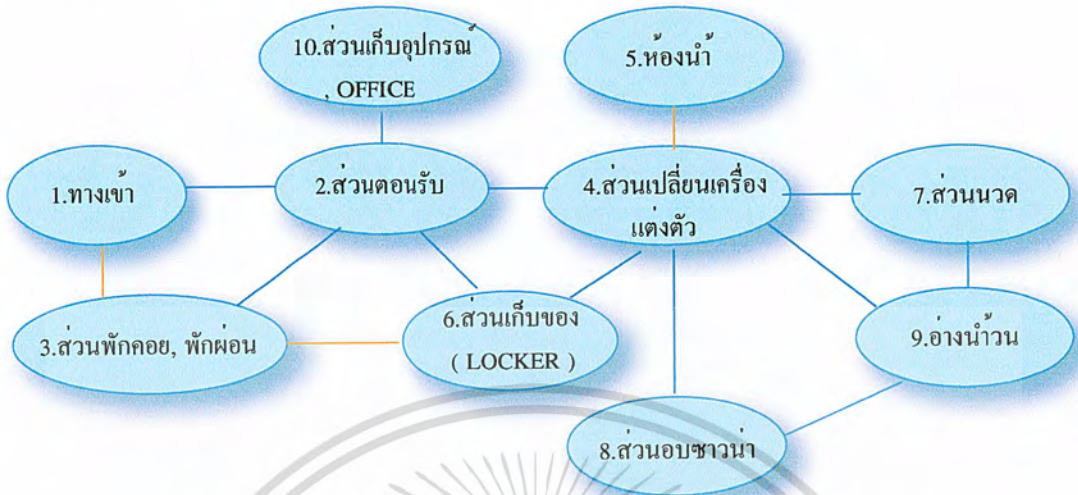 10.ส่วนเก็บอุปกรณ์
, OFFICE
5.ห้องน้ำ
1.ทางเข้า
2.ส่วนตอนรับ
4.ส่วนเปลี่ยนเครื่อง
แต่งตัว
7.ส่วนนวด
3.ส่วนพักคอย, พักผ่อน
6.ส่วนเก็บของ
( LOCKER )
9.อ่างน้ำวน
8.ส่วนอบซาวน่า